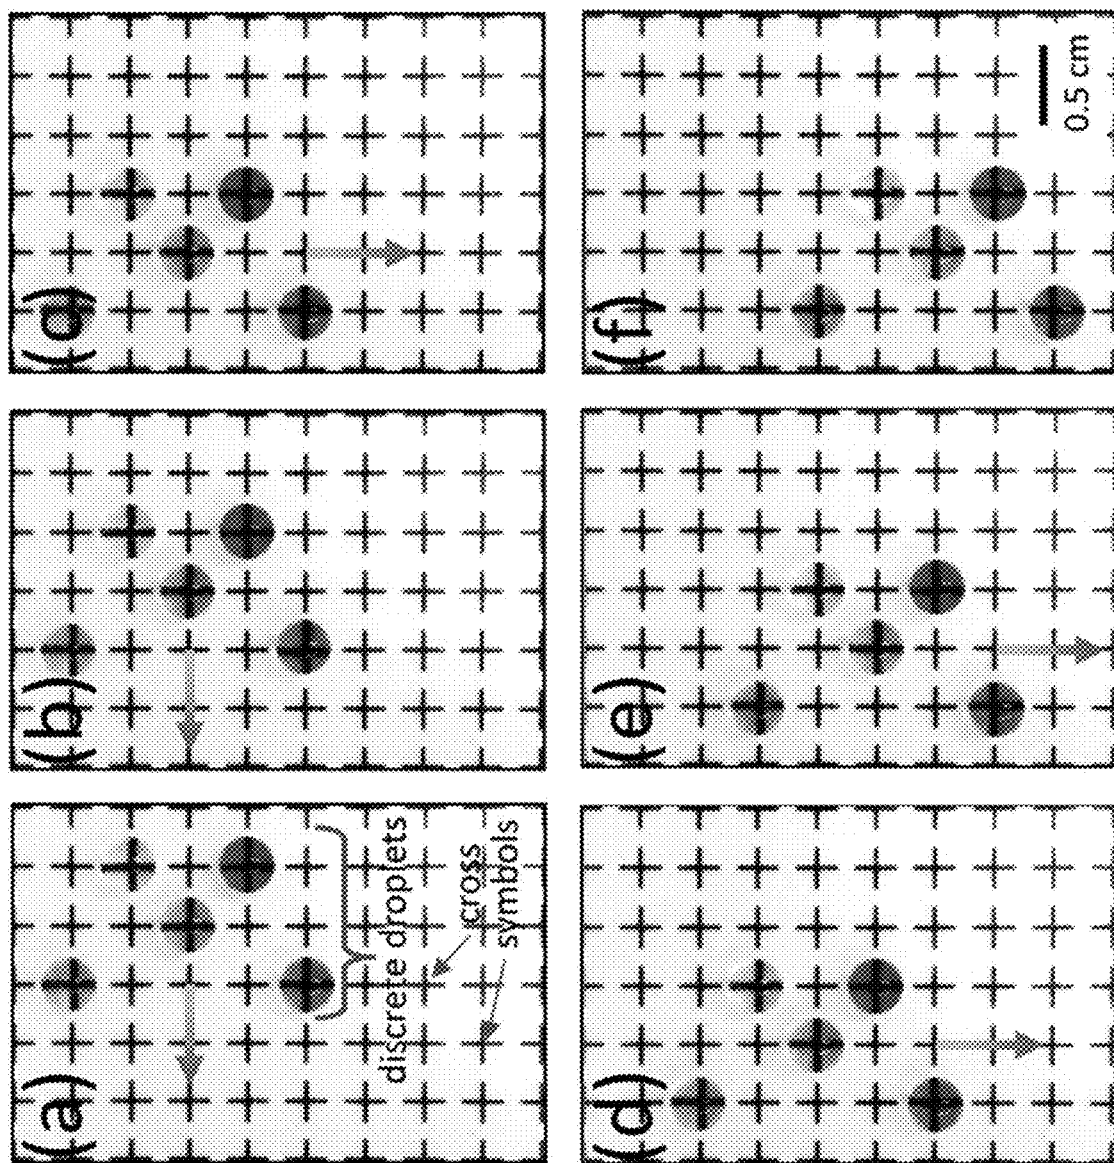 (a)
discrete droplets
cross
symbols
(b)
(c)
(d)
(e)
(f)
0.5 cm